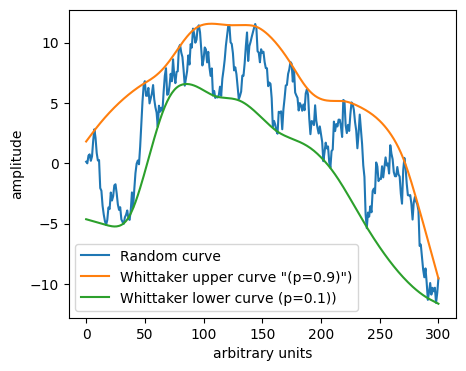 10
5
0
−5
−10
amplitude
Random curve
Whittaker upper curve "(p=0.9)")
Whittaker lower curve (p=0.1))
0 50 100 150 200 250 300
arbitrary units